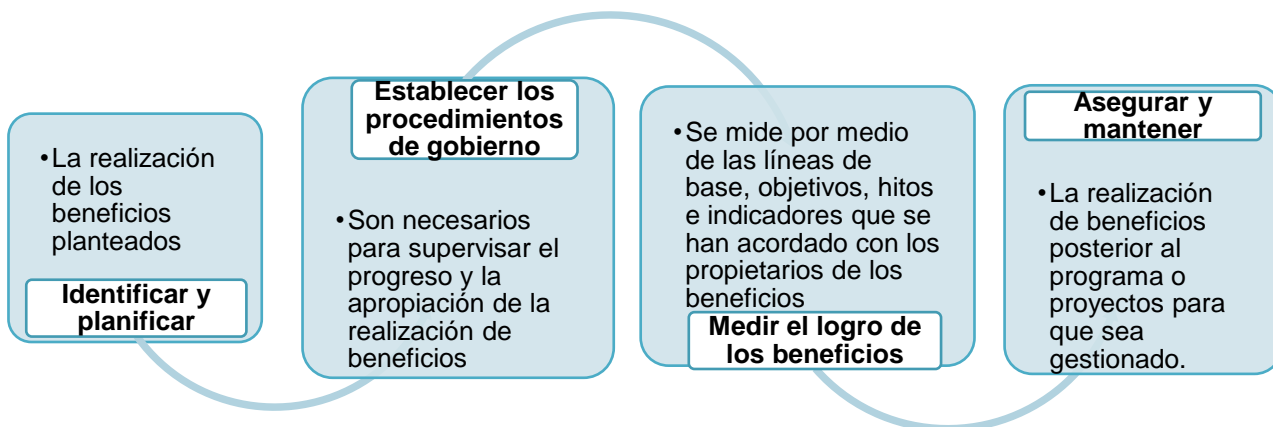 •La realización
de los
beneficios
planteados
Identificar y
planificar
Establecer los
procedimientos
de gobierno
•Son necesarios
para supervisar el
progreso y la
apropiación de la
realización de
beneficios
•Se mide por medio
de las líneas de
base, objetivos, hitos
e indicadores que se
han acordado con los
propietarios de los
beneficios
Medir el logro de
los beneficios
Asegurar y
mantener
•La realización
de beneficios
posterior al
programa o
proyectos para
que sea
gestionado.